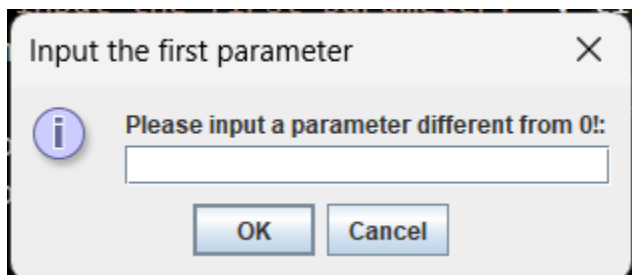 Input the first parameter
Please input a parameter different from 0!:
OK
Cancel